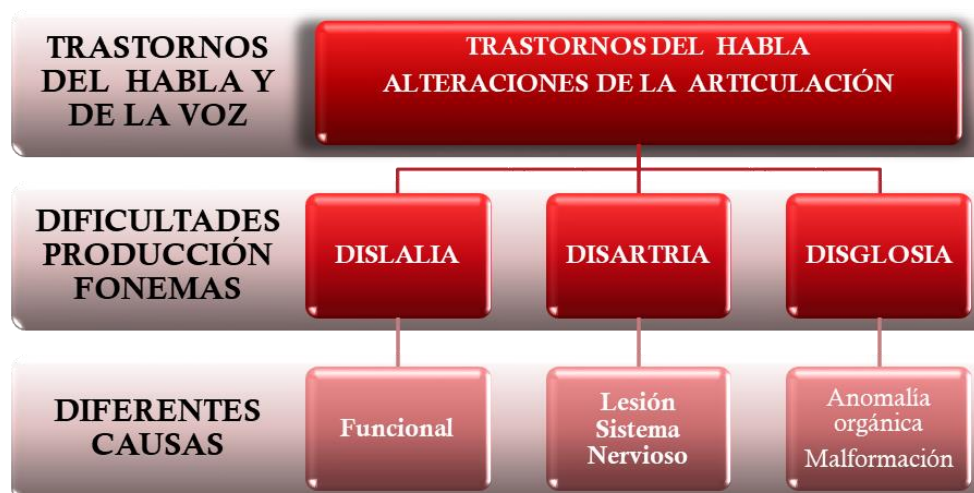 TRASTORNOS
DEL HABLA Y
DE LA VOZ
TRASTORNOS DEL HABLA
ALTERACIONES DE LA ARTICULACIÓN
DIFICULTADES
PRODUCCIÓN
FONEMAS
DISLALIA
DISARTRIA
DISGLOSIA
DIFERENTES
CAUSAS
Funcional
Lesión
Sistema
Nervioso
Anomalía
orgánica
Malformación